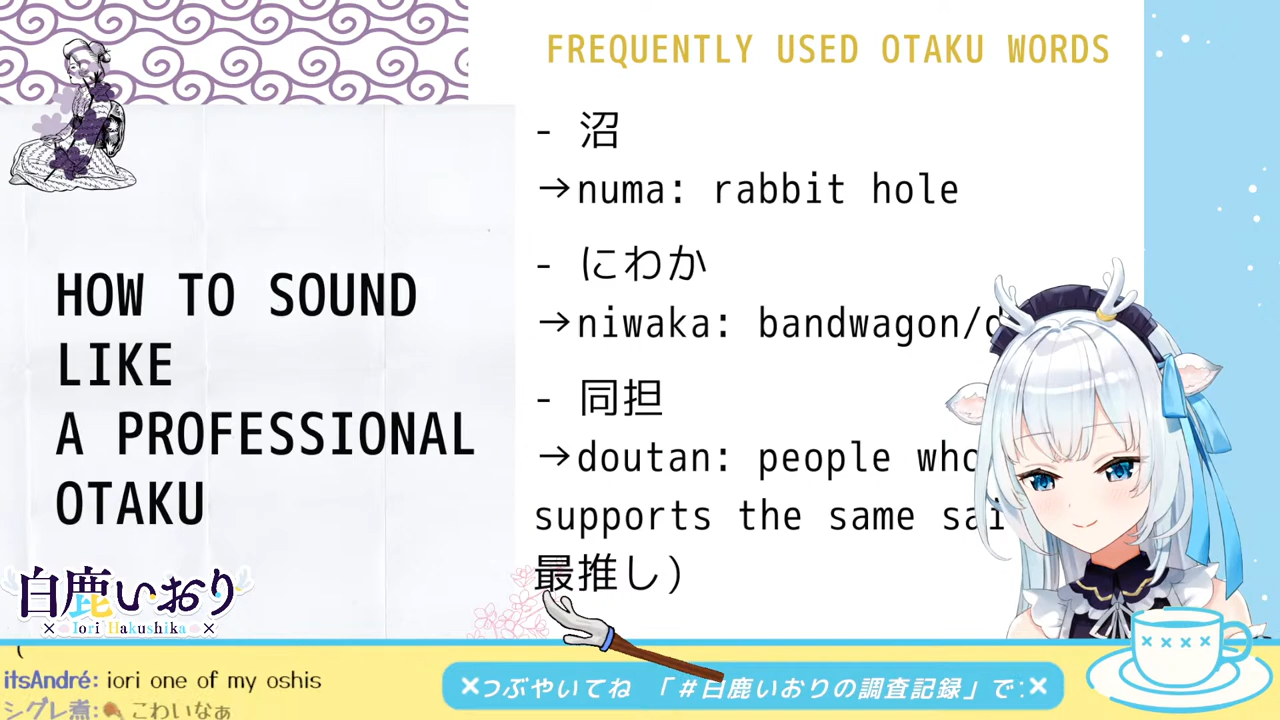 FREQUENTLY USED OTAKU WORDS
- 沼
→numa: rabbit hole
- にわか
→niwaka: bandwagon/
- 同担
→doutan: people who
supports the same
最推し)
HOW TO SOUND
LIKE
A PROFESSIONAL
OTAKU
白鹿いおり
Iori Hakushika
itsAndré: iori one of my oshis
シグレ煮: こわいなぁ
つぶやいてね 「#白鹿いおりの調査記録」で